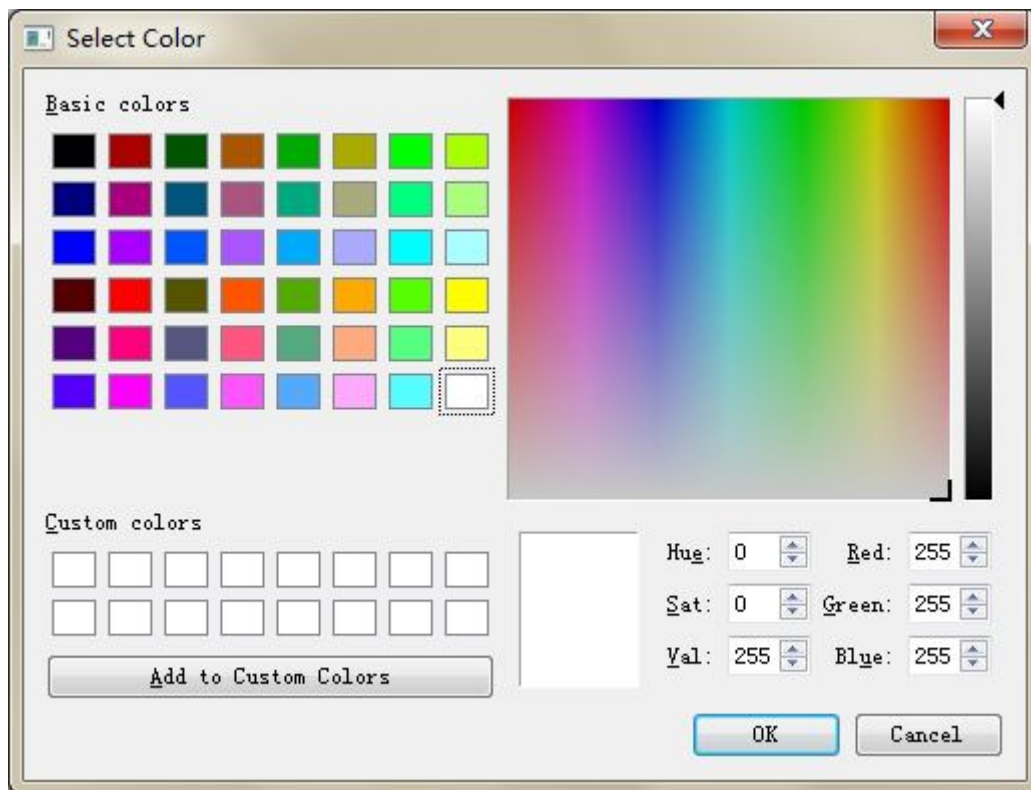 Select Color
Basic colors
Custom colors
Add to Custom Colors
Hue: 0 Red: 255
Sat: 0 Green: 255
Val: 255 Blue: 255
OK Cancel